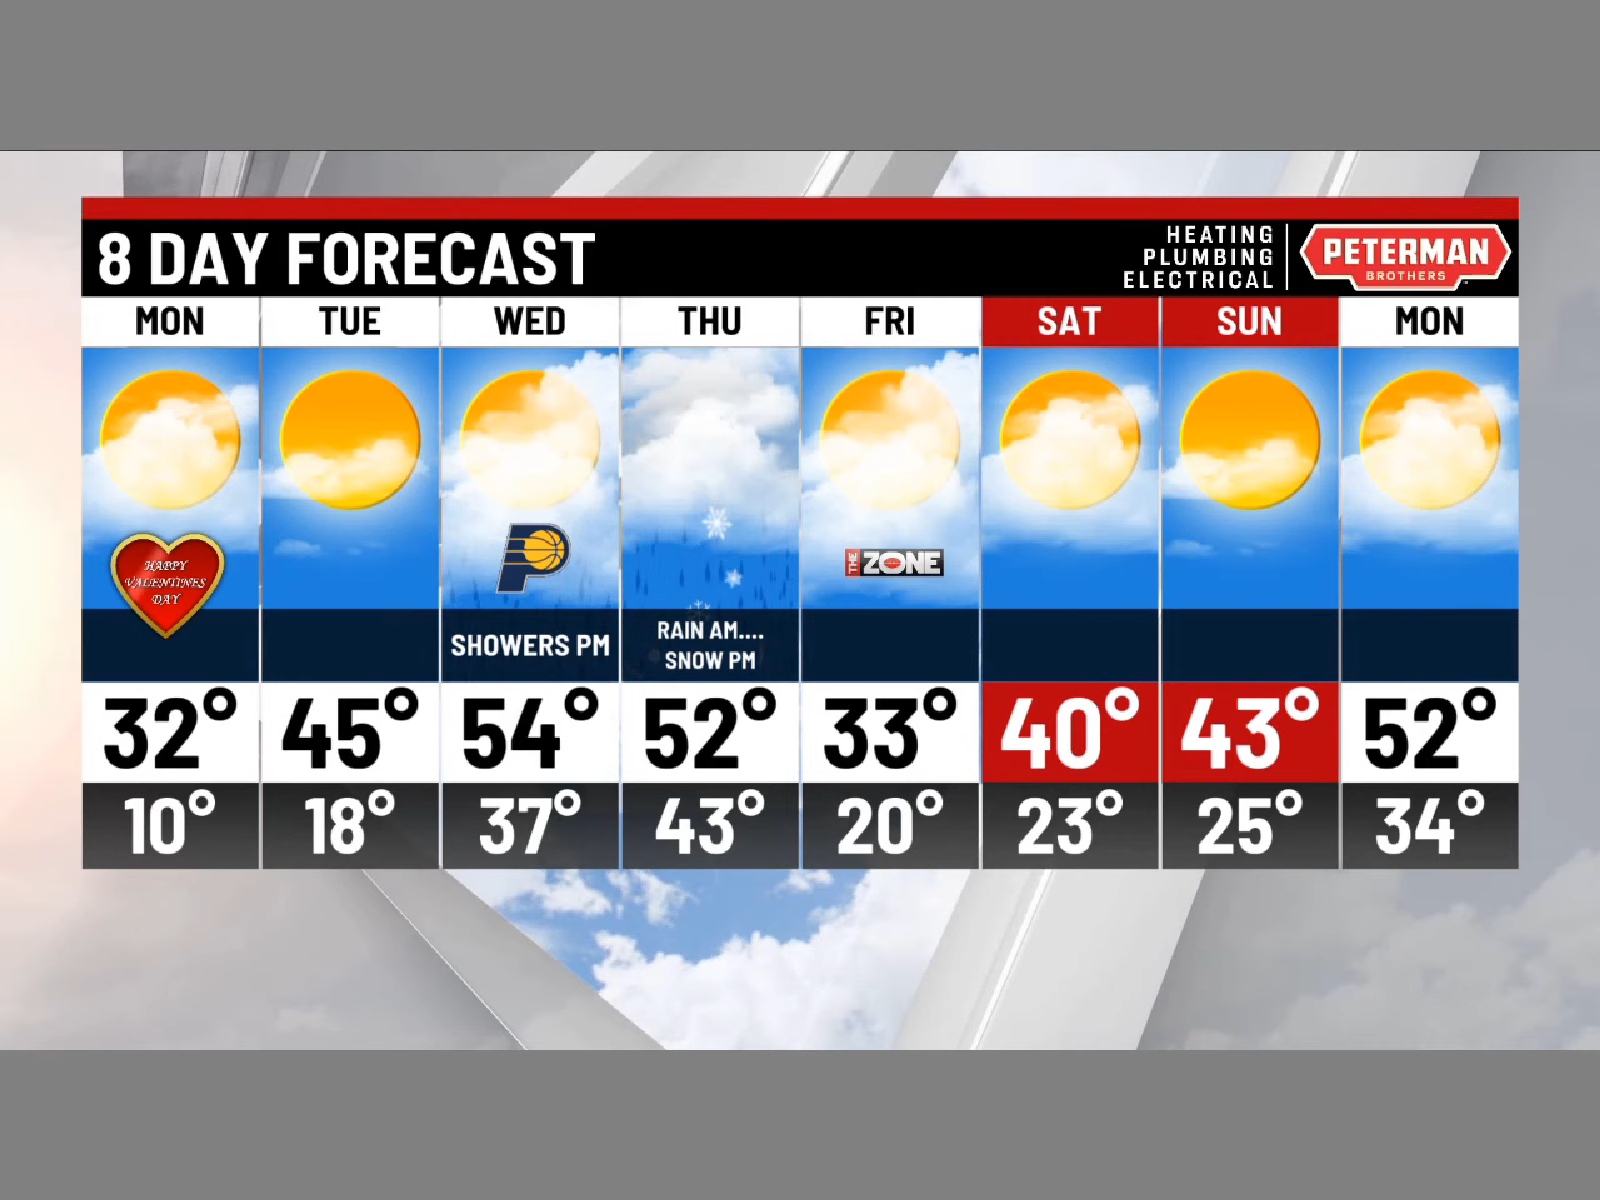 8 DAY FORECAST
HEATING
PLUMBING
ELECTRICAL
PETERMAN
BROTHERS
MON TUE WED THU FRI SAT SUN MON
HAPPY
VALENTINES
DAY
THE ZONE
SHOWERS PM
RAIN AM....
SNOW PM
32° 45° 54° 52° 33° 40° 43° 52°
10° 18° 37° 43° 20° 23° 25° 34°